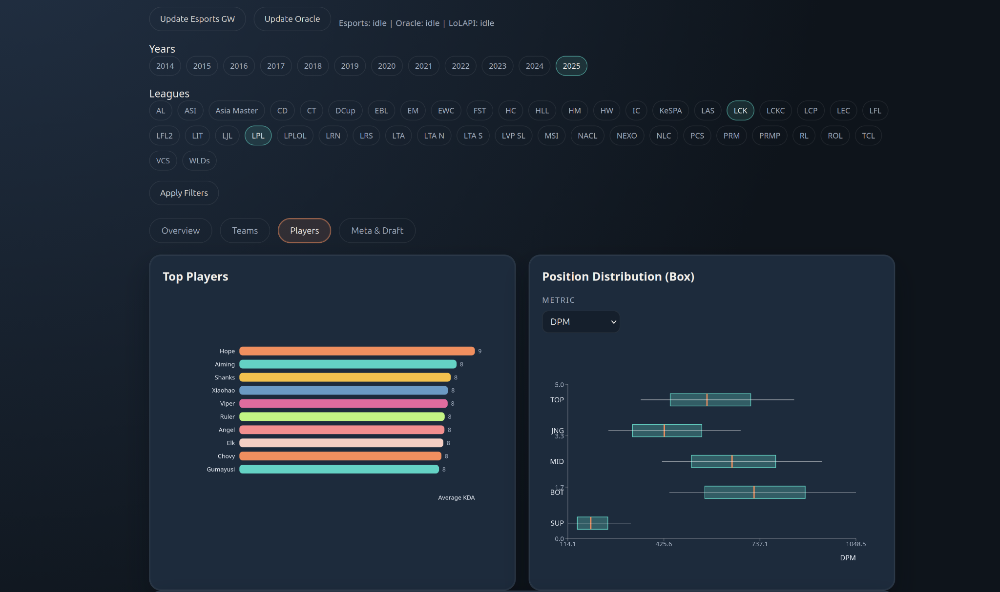 Update Esports GW Update Oracle Esports: idle | Oracle: idle | LoLAPI: idle
Years
2014 2015 2016 2017 2018 2019 2020 2021 2022 2023 2024 2025
Leagues
AL ASI Asia Master CD CT DCup EBL EM EWC FST HC HLL HM HW IC KeSPA LAS LCK LCKC LCP LEC LFL
LFL2 LIT LJL LPL LPLOL LRN LRS LTA LTA N LTA S LVP SL MSI NACL NEXO NLC PCS PRM PRMP RL ROL TCL
VCS WLDs
Apply Filters
Overview Teams Players Meta & Draft
Top Players
Hope 9
Aiming 8
Shanks 8
Xiaohao 8
Viper 8
Ruler 8
Angel 8
Elk 8
Chovy 8
Gumayusi 8
Average KDA
Position Distribution (Box)
METRIC
DPM
5.0
TOP
JNG
3.3
MID
1.7
BOT
SUP
0.0
114.1 425.6 737.1 1048.5
DPM